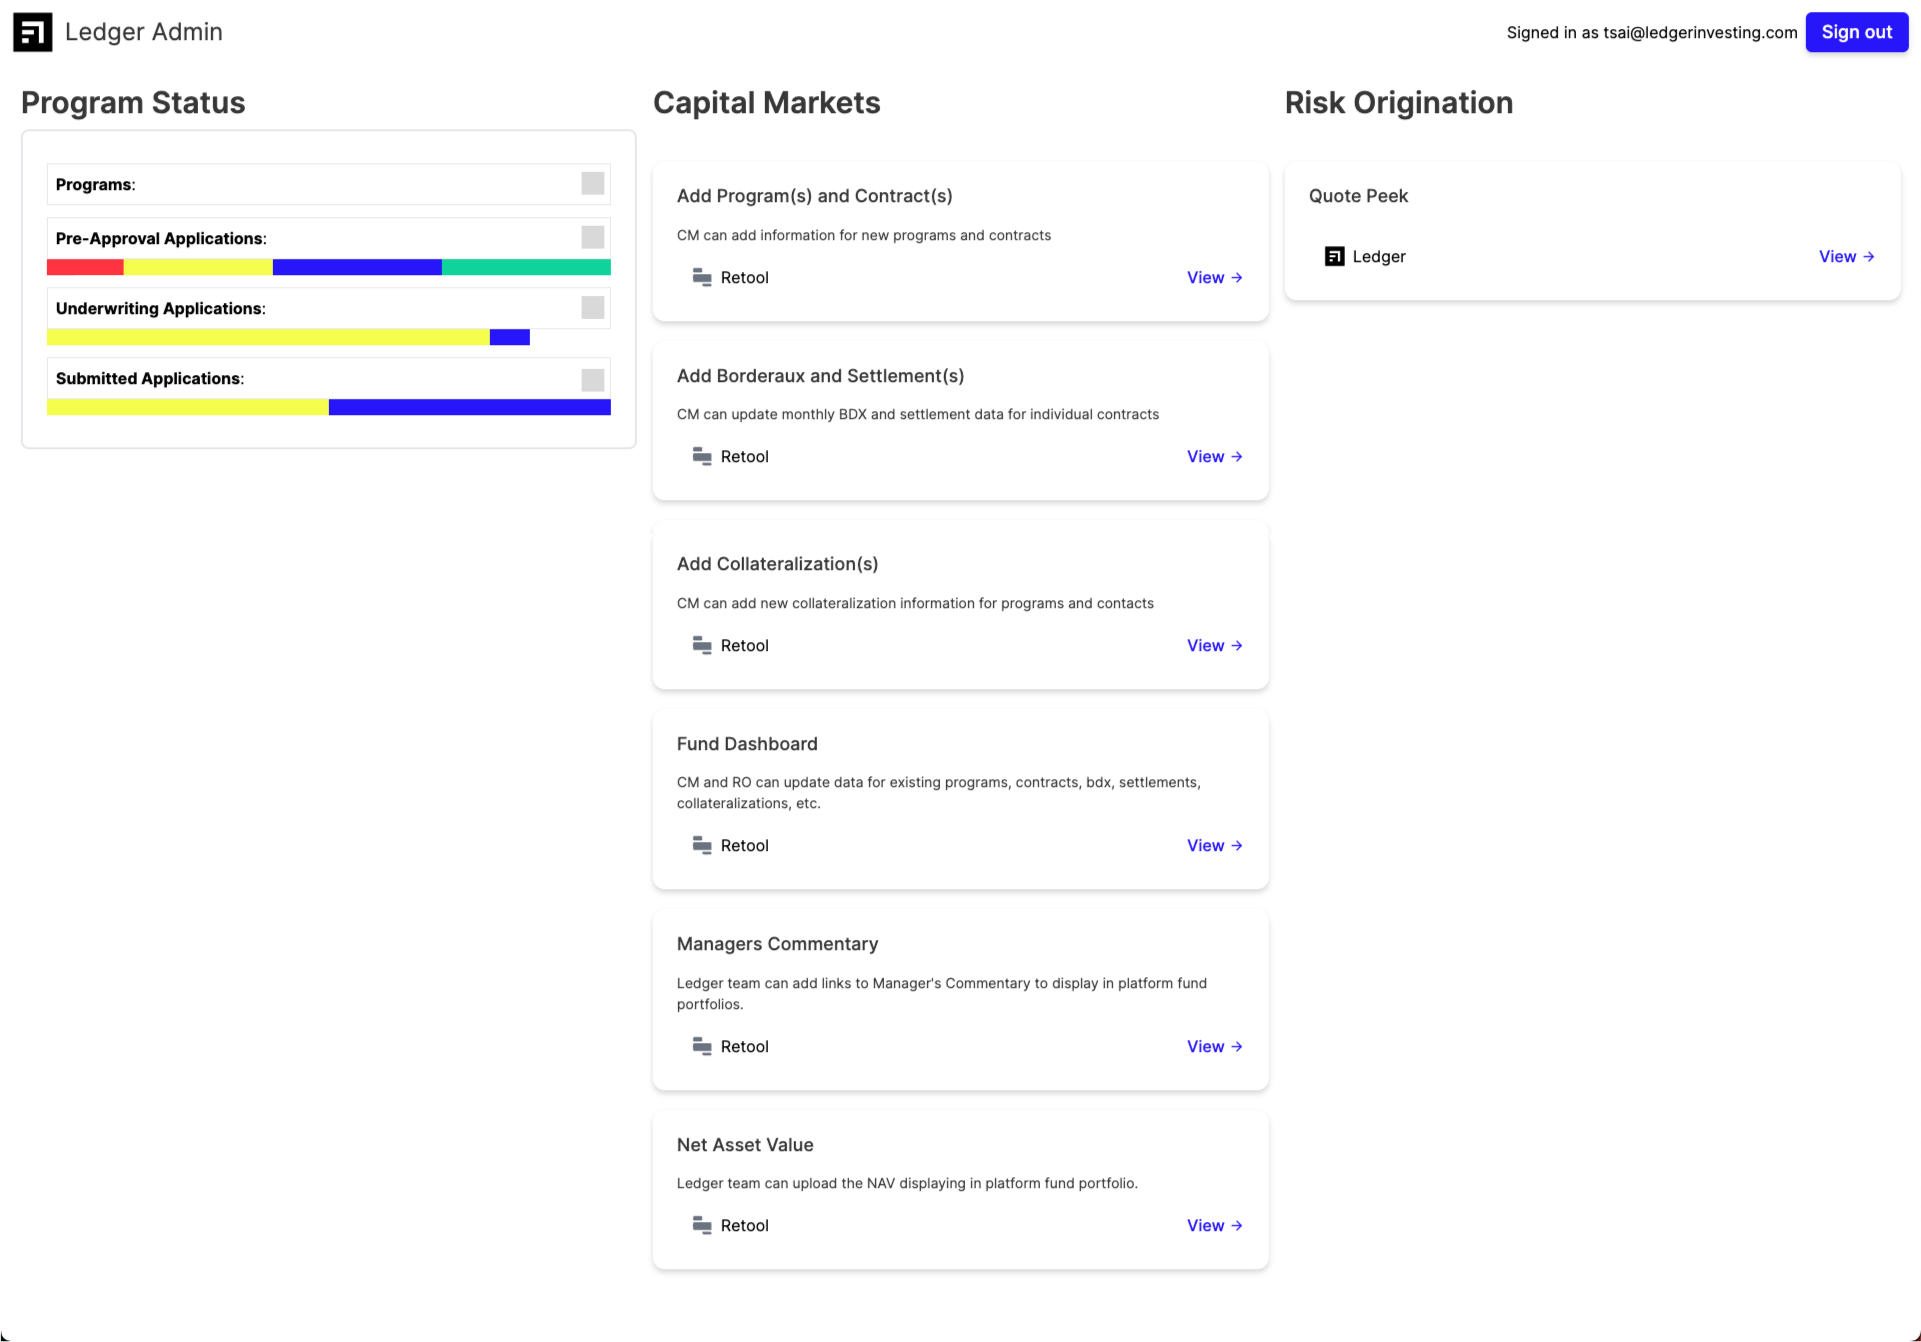 Ledger Admin
Signed in as tsai@ledgerinvesting.com
Sign out
Program Status
Programs:
Pre-Approval Applications:
Underwriting Applications:
Submitted Applications:
Capital Markets
Add Program(s) and Contract(s)
CM can add information for new programs and contracts
Retool
View →
Add Borderaux and Settlement(s)
CM can update monthly BDX and settlement data for individual contracts
Retool
View →
Add Collateralization(s)
CM can add new collateralization information for programs and contacts
Retool
View →
Fund Dashboard
CM and RO can update data for existing programs, contracts, bdx, settlements,
collateralizations, etc.
Retool
View →
Managers Commentary
Ledger team can add links to Manager's Commentary to display in platform fund
portfolios.
Retool
View →
Net Asset Value
Ledger team can upload the NAV displaying in platform fund portfolio.
Retool
View →
Risk Origination
Quote Peek
Ledger
View →